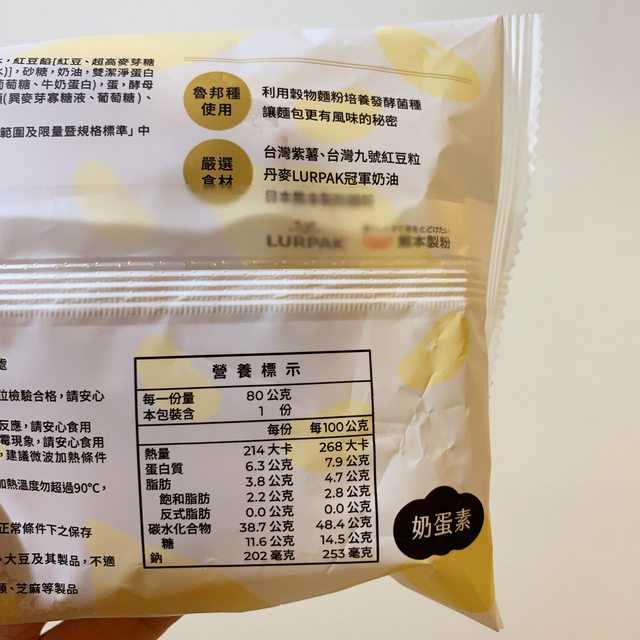 水，紅豆餡[紅豆、超高麥芽糖
水)]，砂糖，奶油，雙潔淨蛋白
葡萄糖、牛奶蛋白)，蛋，酵母
(異麥芽寡糖液、葡萄糖)、
範圍及限量暨規格標準」中
魯邦種
使用
利用穀物麵粉培養發酵菌種
讓麵包更有風味的秘密
嚴選
食材
台灣紫薯、台灣九號紅豆粒
丹麥LURPAK冠軍奶油
日本熊本製粉麵粉
LURPAK
熊本製粉
處
位檢驗合格，請安心
反應，請安心食用
霉現象，請安心食用
，建議微波加熱條件
加熱溫度勿超過90°C，
正常條件下之保存
、大豆及其製品，不適
類、芝麻等製品
營養標示
每一份量 80 公克
本包裝含 1 份
每份 每100公克
熱量 214 大卡 268 大卡
蛋白質 6.3 公克 7.9 公克
脂肪 3.8 公克 4.7 公克
飽和脂肪 2.2 公克 2.8 公克
反式脂肪 0.0 公克 0.0 公克
碳水化合物 38.7 公克 48.4 公克
糖 11.6 公克 14.5 公克
鈉 202 毫克 253 毫克
奶蛋素